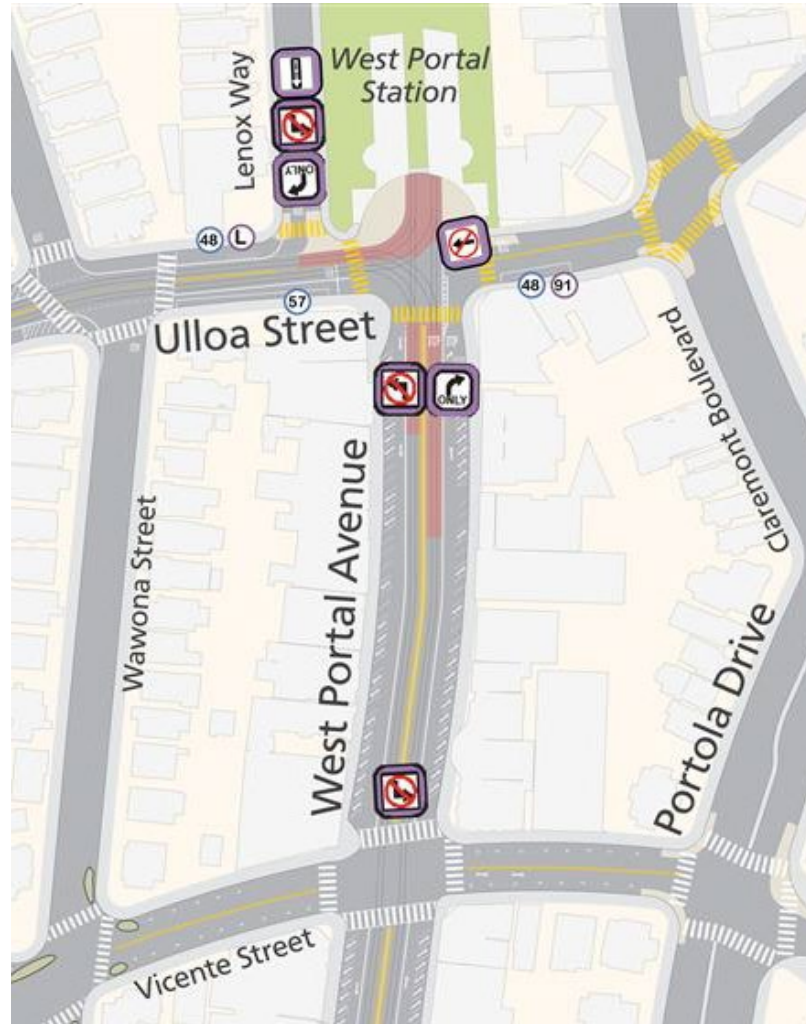 Lenox Way
West Portal
Station
ONLY
48 L
48 91
57
Ulloa Street
ONLY
Claremont Boulevard
West Portal Avenue
Wawona Street
Portola Drive
Vicente Street